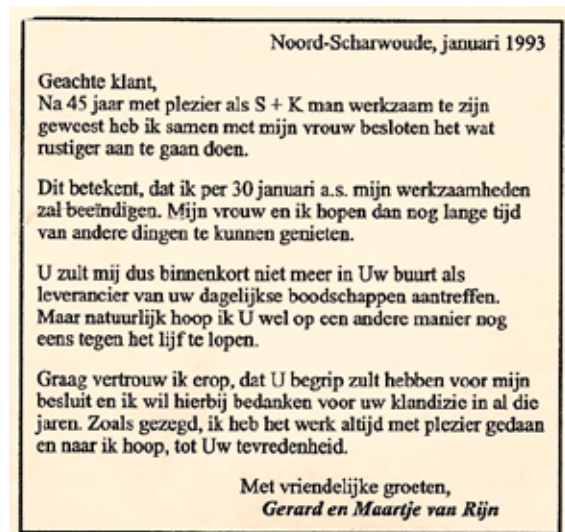 Noord-Scharwoude, januari 1993
Geachte klant,
Na 45 jaar met plezier als S + K man werkzaam te zijn
geweest heb ik samen met mijn vrouw besloten het wat
rustiger aan te gaan doen.
Dit betekent, dat ik per 30 januari a.s. mijn werkzaamheden
zal beëindigen. Mijn vrouw en ik hopen dan nog lange tijd
van andere dingen te kunnen genieten.
U zult mij dus binnenkort niet meer in Uw buurt als
leverancier van uw dagelijkse boodschappen aantreffen.
Maar natuurlijk hoop ik U wel op een andere manier nog
eens tegen het lijf te lopen.
Graag vertrouw ik erop, dat U begrip zult hebben voor mijn
besluit en ik wil hierbij bedanken voor uw klandizie in al die
jaren. Zoals gezegd, ik heb het werk altijd met plezier gedaan
en naar ik hoop, tot Uw tevredenheid.
Met vriendelijke groeten,
Gerard en Maartje van Rijn